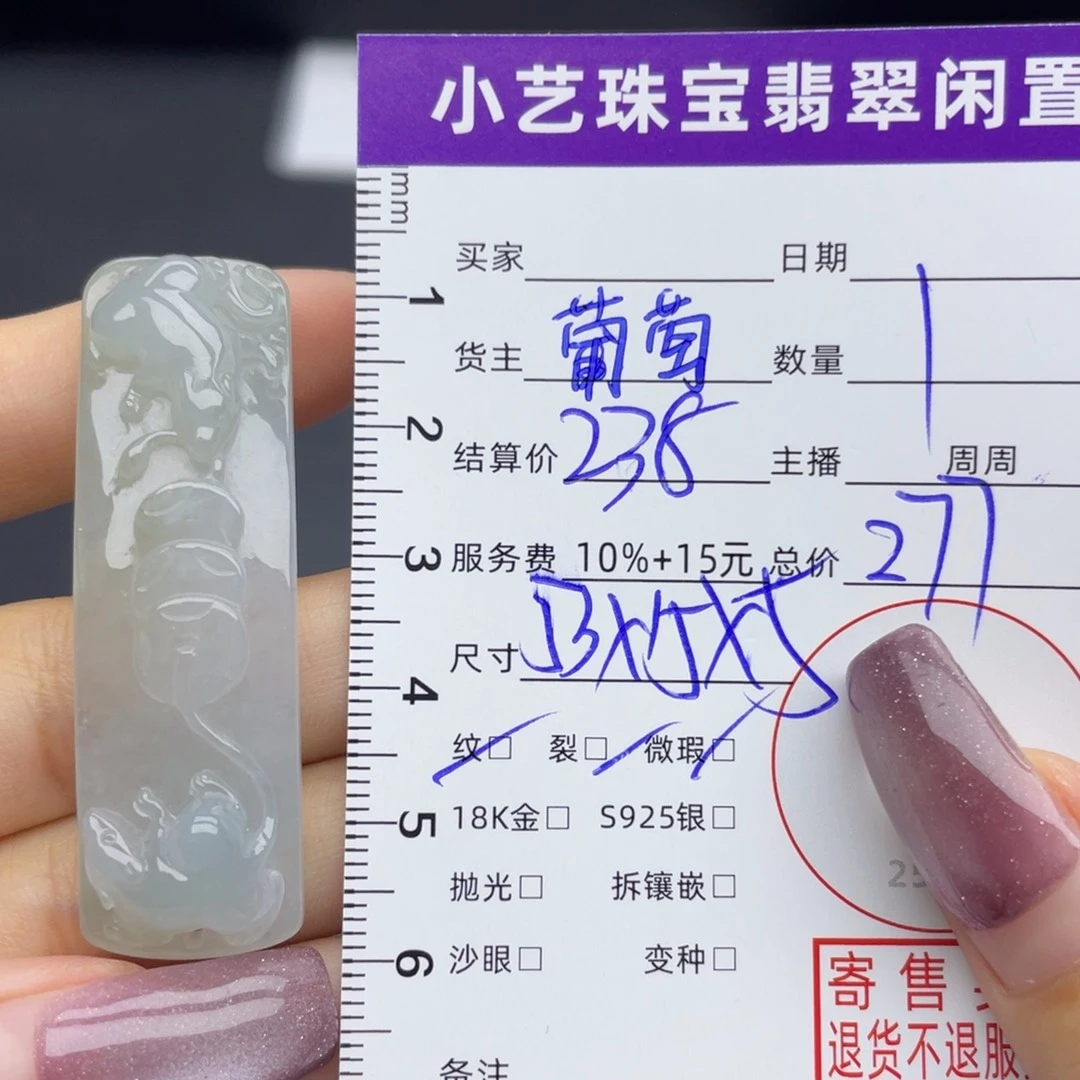 小艺珠宝翡翠闲置
mm
买家 日期
1
货主 葡萄 数量 1
2
结算价 238 主播 周周
3
服务费 10%+15元 总价 277
尺寸
4
纹□ 裂□ 微瑕□
5
18K金□ S925银□
抛光□ 拆镶嵌□
6
沙眼□ 变种□
寄售
退货不退服
备注